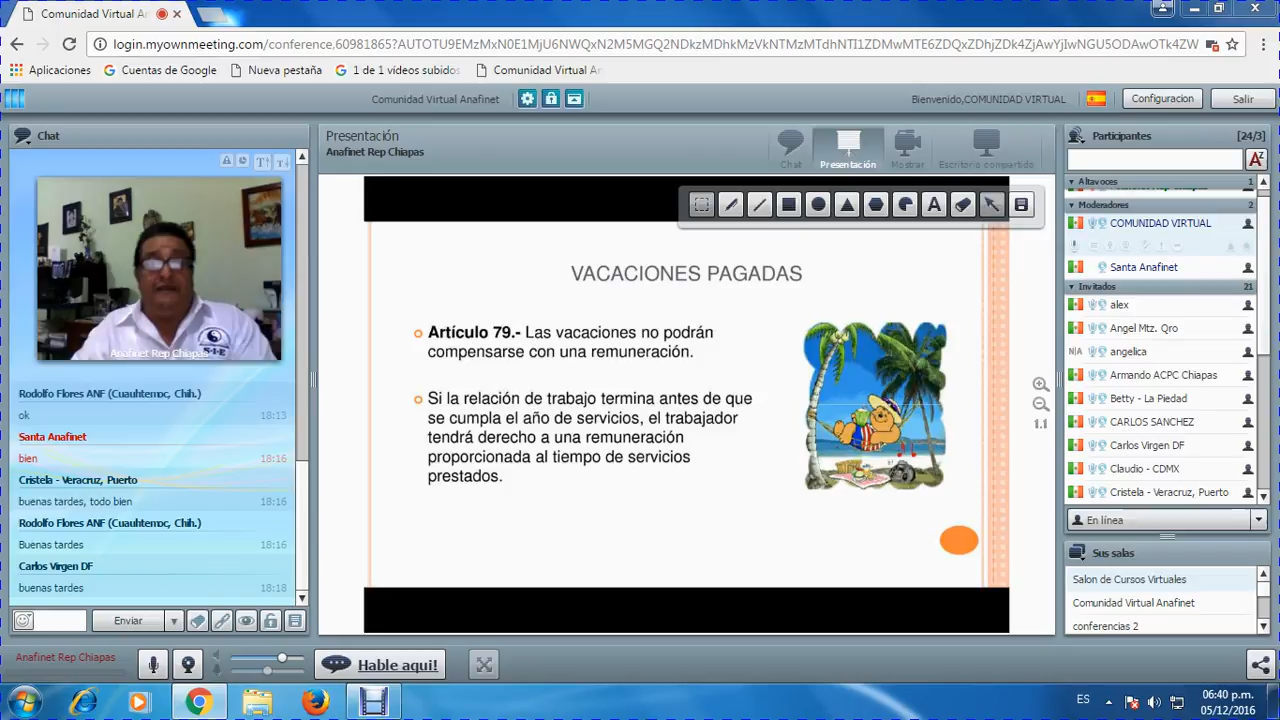 Comunidad Virtual An
login.myownmeeting.com/conference,60981865?AUTOTU9EMzMxN0E1MjU6NWQxN2M5MGQ2NDkzMDhkMzVkNTMzMTdhNTI1ZDMwMTE6ZDQxZDhjZDk4ZjAwYjIwNGU5ODAwOTk4ZW
Aplicaciones
Cuentas de Google
Nueva pestaña
1 de 1 vídeos subidos
Comunidad Virtual An
Comunidad Virtual Anafinet
Bienvenido,COMUNIDAD VIRTUAL
Configuracion
Salir
Chat
Anafinet Rep Chiapas
Rodolfo Flores ANF (Cuauhtemoc, Chih.)
ok 18:13
Santa Anafinet
bien 18:16
Cristela - Veracruz, Puerto
buenas tardes, todo bien 18:16
Rodolfo Flores ANF (Cuauhtemoc, Chih.)
Buenas tardes 18:16
Carlos Virgen DF
buenas tardes 18:18
Enviar
Presentación
Anafinet Rep Chiapas
Chat
Presentación
Mostrar
Escritorio compartido
A
VACACIONES PAGADAS
Artículo 79.- Las vacaciones no podrán
compensarse con una remuneración.
Si la relación de trabajo termina antes de que
se cumpla el año de servicios, el trabajador
tendrá derecho a una remuneración
proporcionada al tiempo de servicios
prestados.
1.1
Participantes [24/3]
Altavoces 1
Moderadores 2
COMUNIDAD VIRTUAL
Santa Anafinet
Invitados 21
alex
Angel Mtz. Qro
N/A angelica
Armando ACPC Chiapas
Betty - La Piedad
CARLOS SANCHEZ
Carlos Virgen DF
Claudio - CDMX
Cristela - Veracruz, Puerto
En línea
Sus salas
Salon de Cursos Virtuales
Comunidad Virtual Anafinet
conferencias 2
Anafinet Rep Chiapas
Hable aqui!
ES
06:40 p.m.
05/12/2016